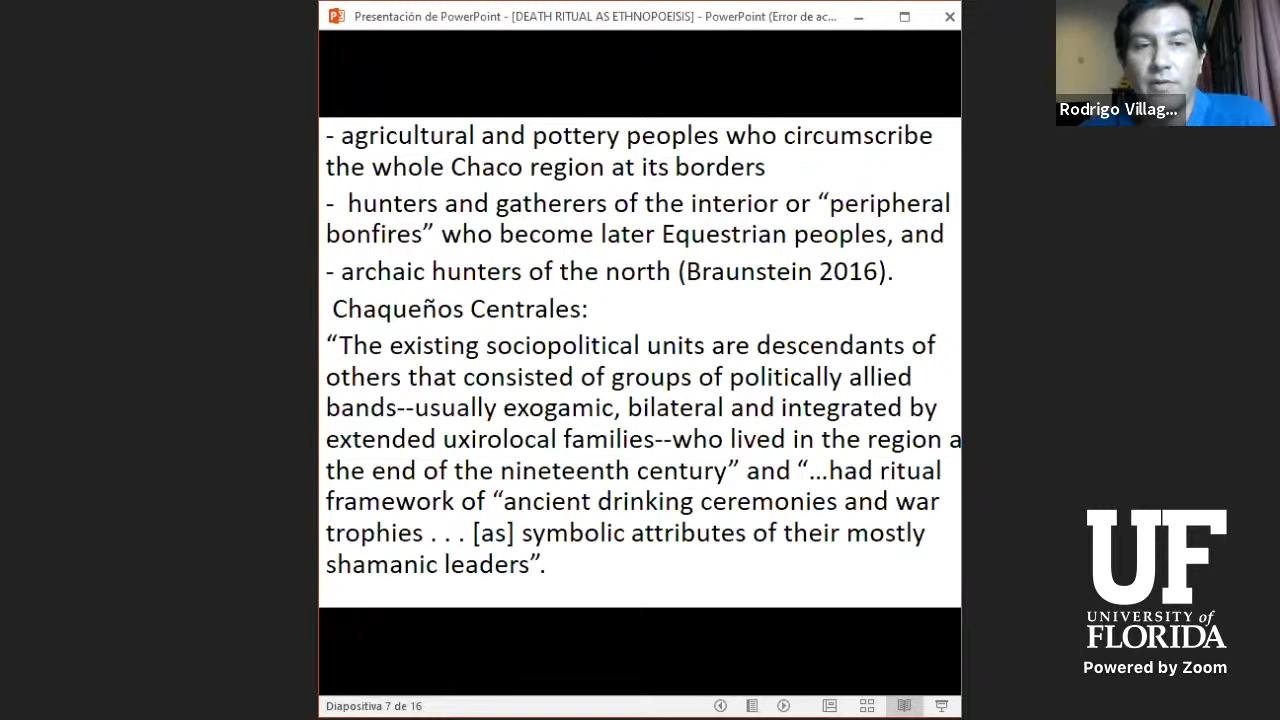 Presentación de PowerPoint - [DEATH RITUAL AS ETHNOPOEISIS] - PowerPoint (Error de ac...
Rodrigo Villag...
- agricultural and pottery peoples who circumscribe
the whole Chaco region at its borders
- hunters and gatherers of the interior or “peripheral
bonfires” who become later Equestrian peoples, and
- archaic hunters of the north (Braunstein 2016).
Chaqueños Centrales:
“The existing sociopolitical units are descendants of
others that consisted of groups of politically allied
bands--usually exogamic, bilateral and integrated by
extended uxirolocal families--who lived in the region a
the end of the nineteenth century” and “…had ritual
framework of “ancient drinking ceremonies and war
trophies . . . [as] symbolic attributes of their mostly
shamanic leaders”.
UF
UNIVERSITY of
FLORIDA
Powered by Zoom
Diapositiva 7 de 16